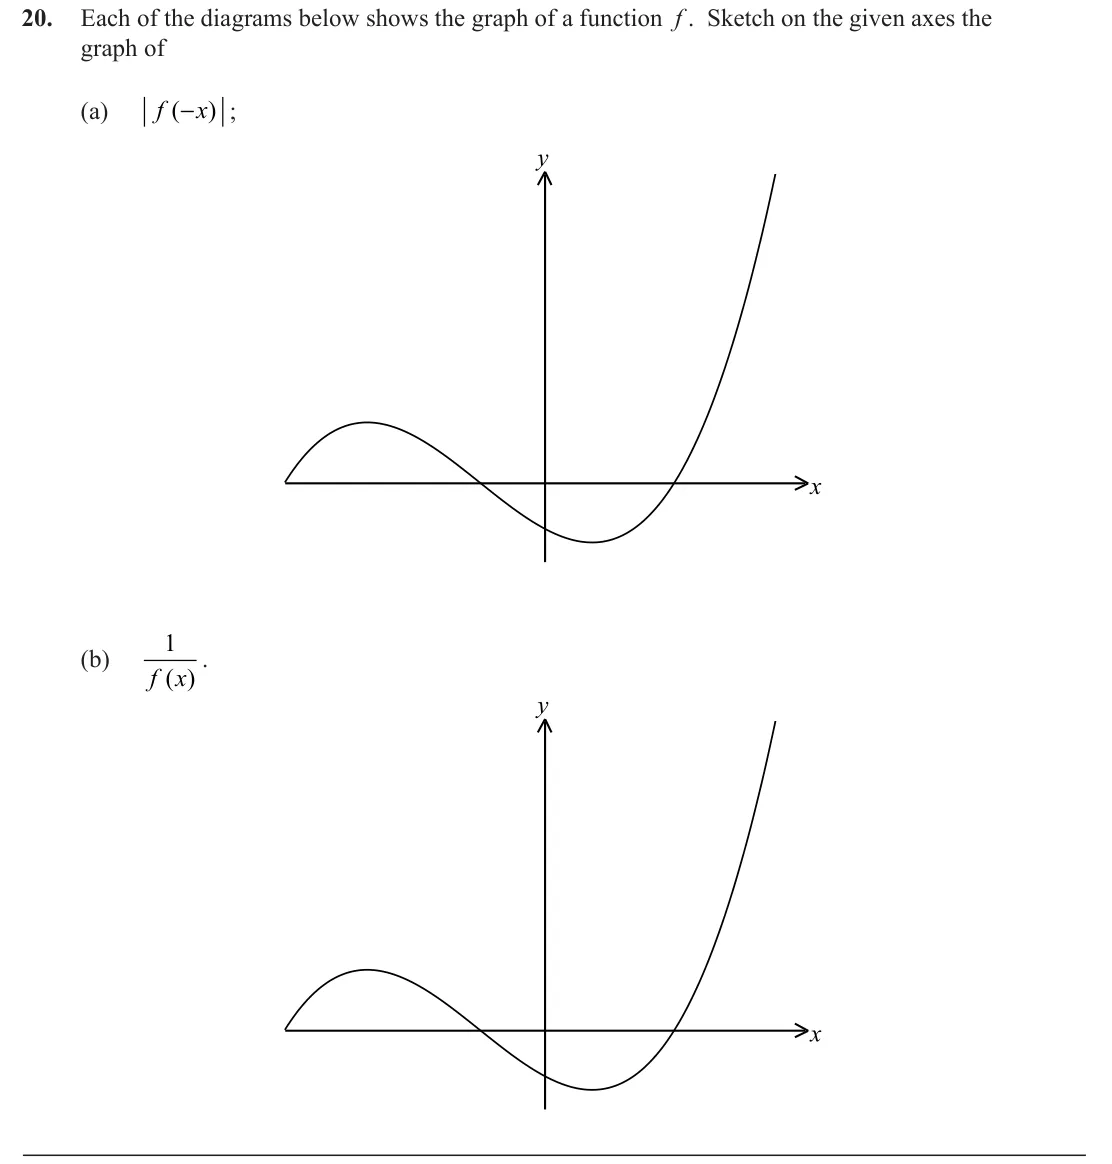 20. Each of the diagrams below shows the graph of a function f. Sketch on the given axes the
graph of
(a) |f(−x)|;
y
x
(b) 1/f(x).
y
x